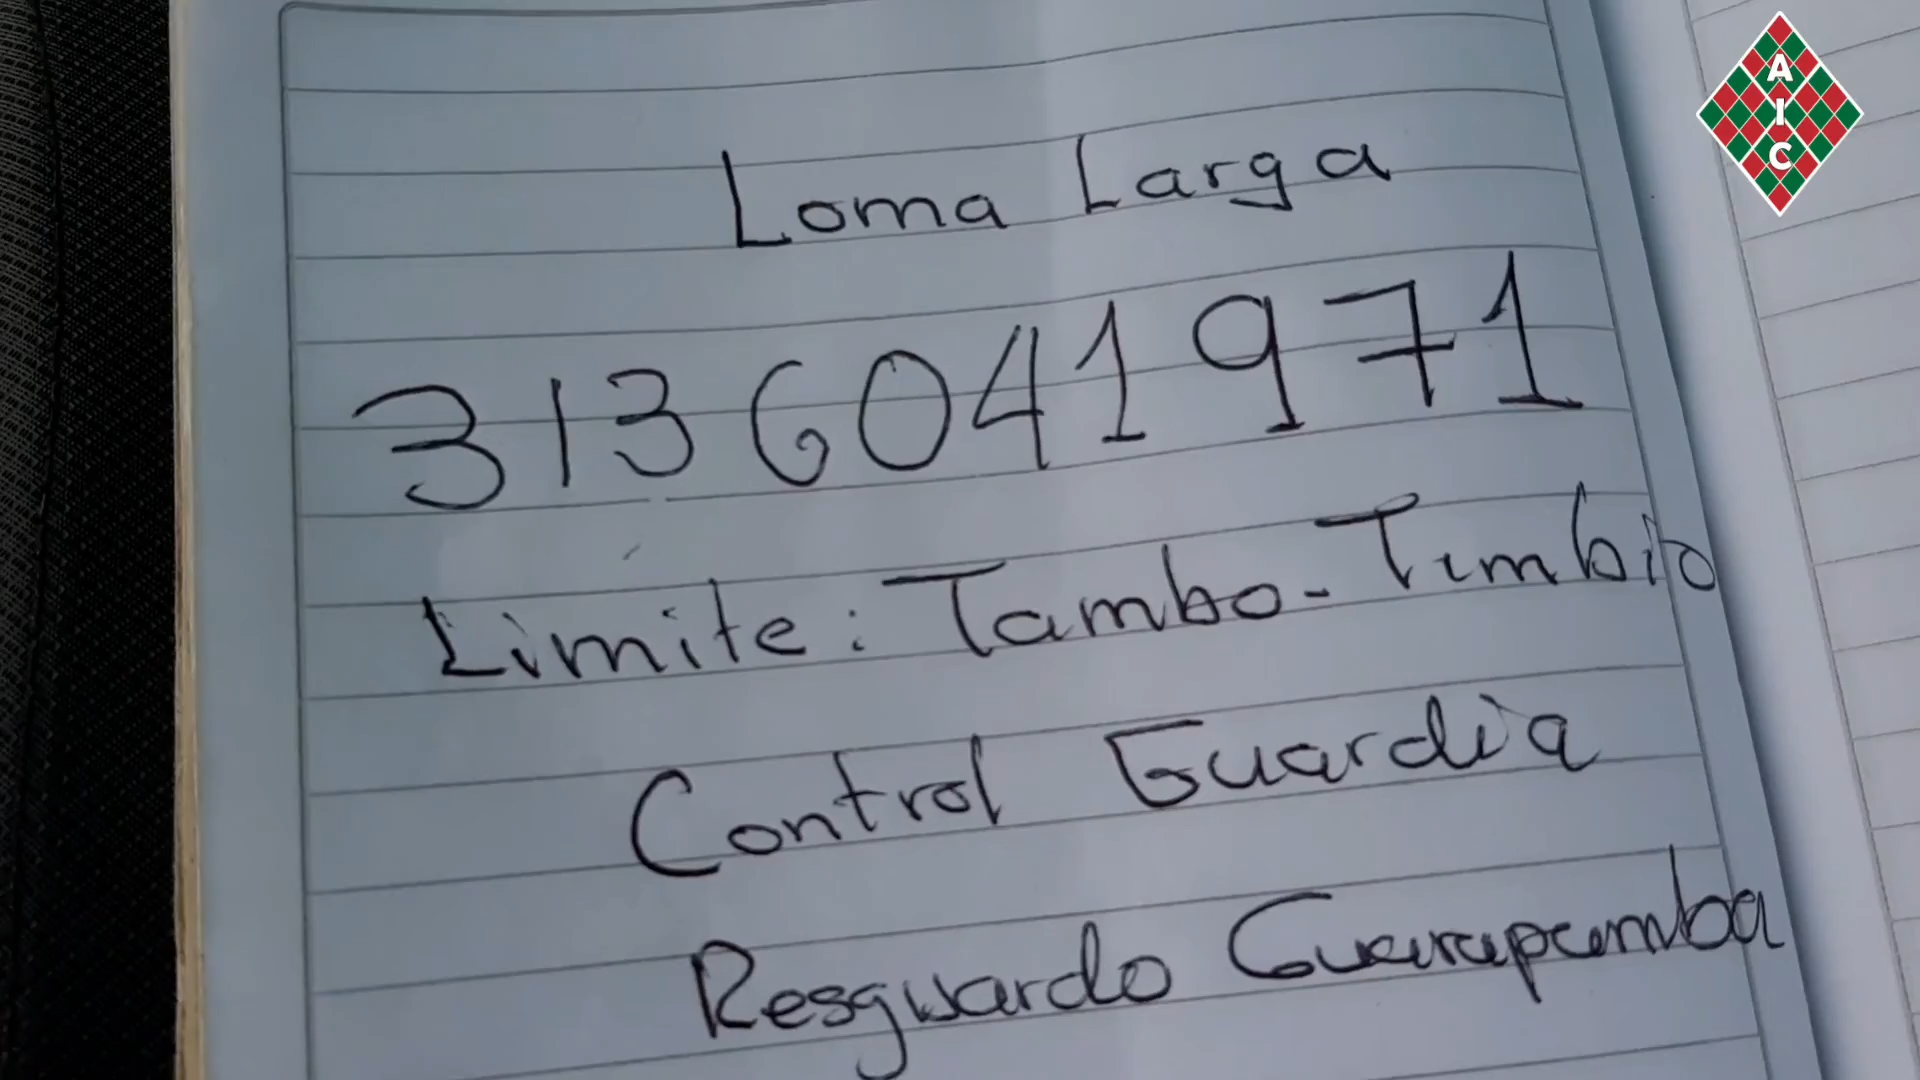 AIC
Loma Larga
3136041971
Limite: Tambo-Timbio
Control Guardia
Resguardo Guarapamba